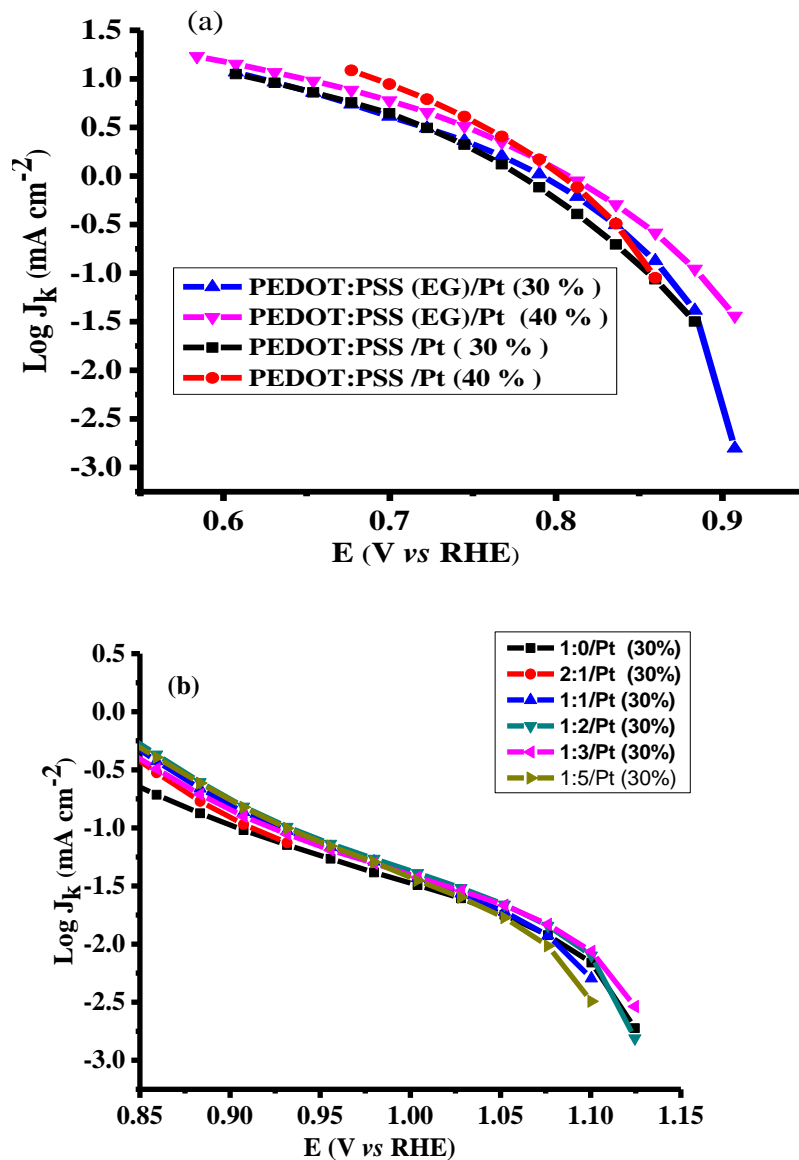 (a)
1.5
1.0
0.5
0.0
-0.5
-1.0
-1.5
-2.0
-2.5
-3.0
Log J_k (mA cm^-2)
PEDOT:PSS (EG)/Pt (30 % )
PEDOT:PSS (EG)/Pt (40 % )
PEDOT:PSS /Pt ( 30 % )
PEDOT:PSS /Pt (40 % )
0.6 0.7 0.8 0.9
E (V vs RHE)
(b)
1:0/Pt (30%)
2:1/Pt (30%)
1:1/Pt (30%)
1:2/Pt (30%)
1:3/Pt (30%)
1:5/Pt (30%)
0.5
0.0
-0.5
-1.0
-1.5
-2.0
-2.5
-3.0
Log J_k (mA cm^-2)
0.85 0.90 0.95 1.00 1.05 1.10 1.15
E (V vs RHE)